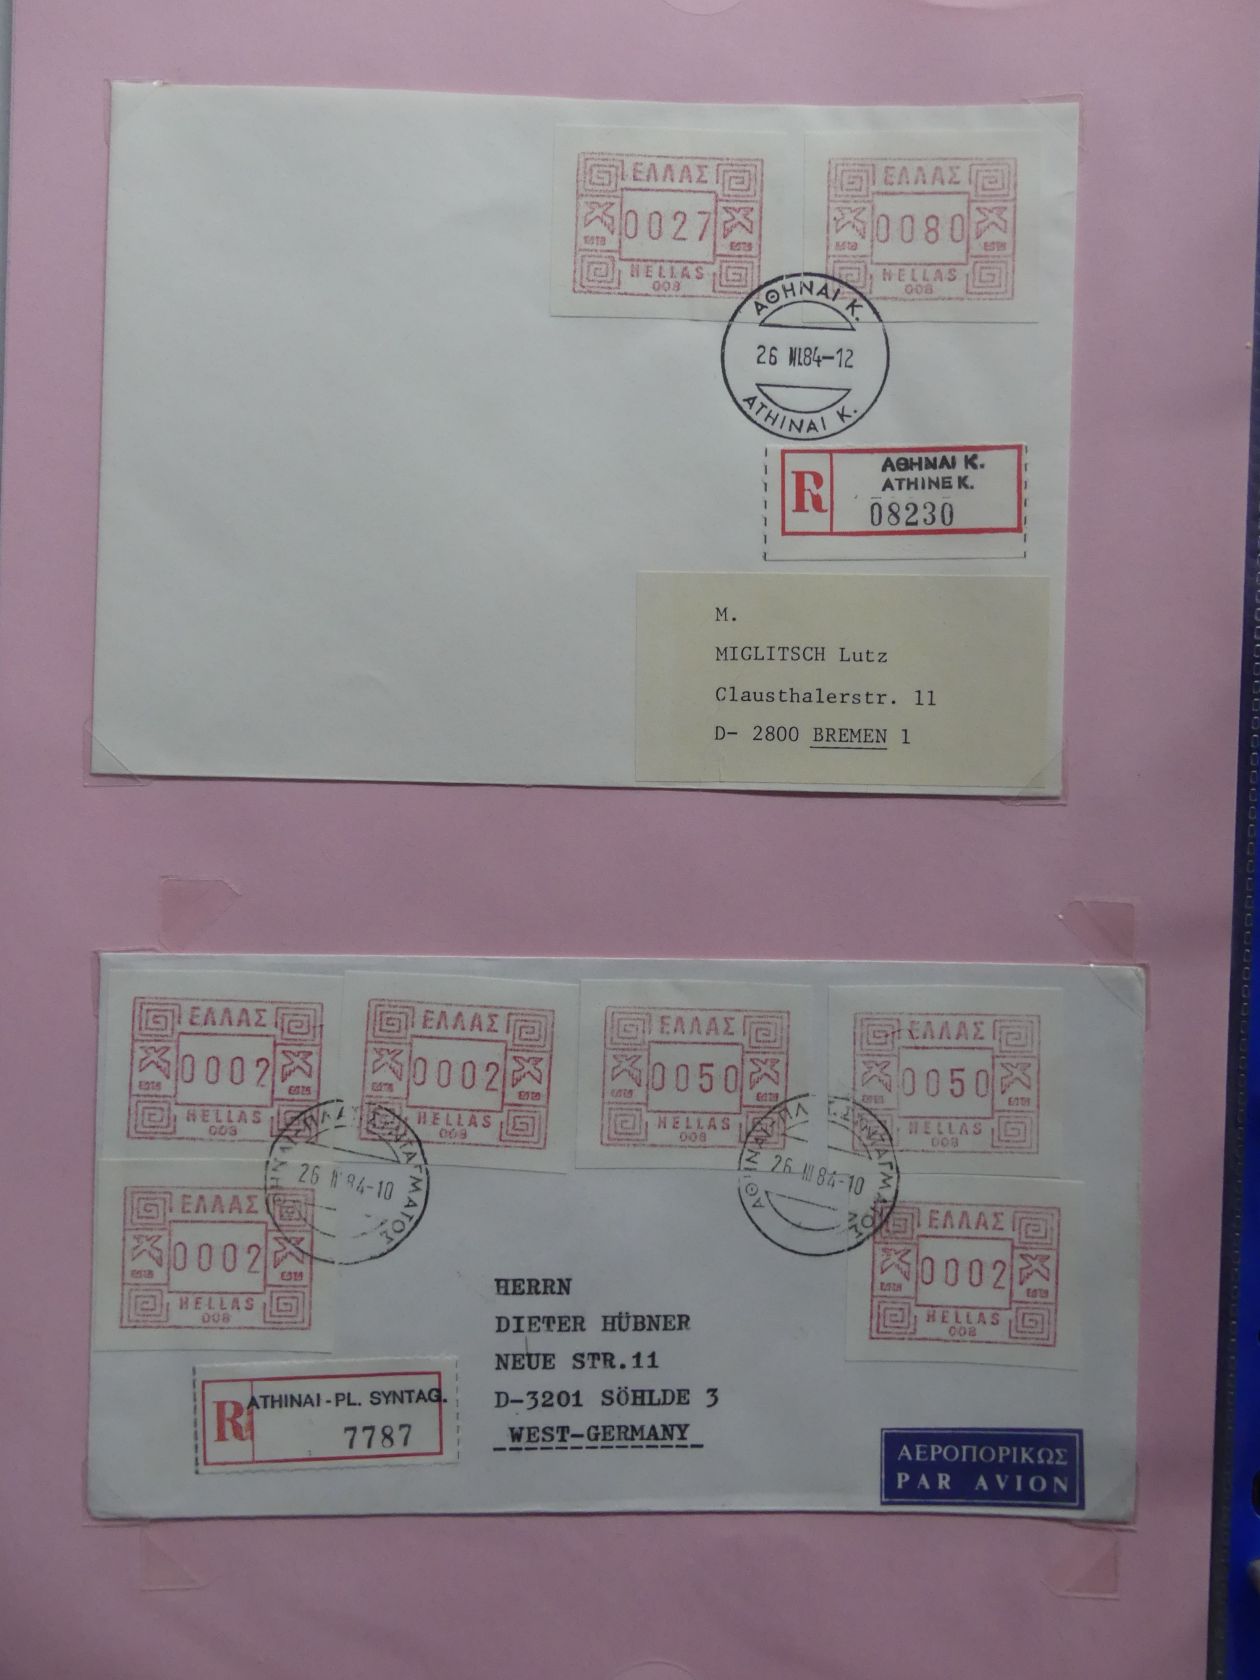 ΕΛΛΑΣ
0027
HELLAS
008
ΕΛΛΑΣ
0080
HELLAS
008
ΑΘΗΝΑΙ Κ.
26 84-12
ATHINAI K.
R
ΑΘΗΝΑΙ Κ.
ATHINE K.
08230
M.
MIGLITSCH Lutz
Clausthalerstr. 11
D- 2800 BREMEN 1
ΕΛΛΑΣ
0002
HELLAS
008
ΕΛΛΑΣ
0002
HELLAS
008
ΕΛΛΑΣ
0050
HELLAS
008
ΕΛΛΑΣ
0050
HELLAS
008
26 84-10
26 84-10
ΕΛΛΑΣ
0002
HELLAS
008
ΕΛΛΑΣ
0002
HELLAS
008
HERRN
DIETER HÜBNER
NEUE STR.11
D-3201 SÖHLDE 3
WEST-GERMANY
R
ATHINAI - PL. SYNTAG.
7787
ΑΕΡΟΠΟΡΙΚΩΣ
PAR AVION